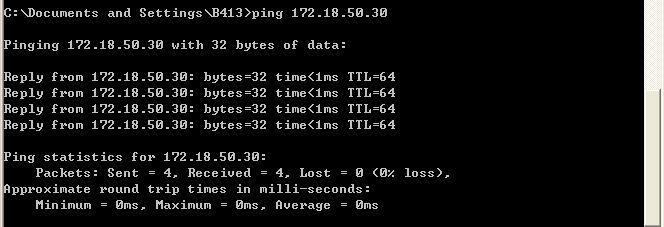 C:\Documents and Settings\B413>ping 172.18.50.30
Pinging 172.18.50.30 with 32 bytes of data:
Reply from 172.18.50.30: bytes=32 time<1ms TTL=64
Reply from 172.18.50.30: bytes=32 time<1ms TTL=64
Reply from 172.18.50.30: bytes=32 time<1ms TTL=64
Reply from 172.18.50.30: bytes=32 time<1ms TTL=64
Ping statistics for 172.18.50.30:
    Packets: Sent = 4, Received = 4, Lost = 0 (0% loss),
Approximate round trip times in milli-seconds:
    Minimum = 0ms, Maximum = 0ms, Average = 0ms